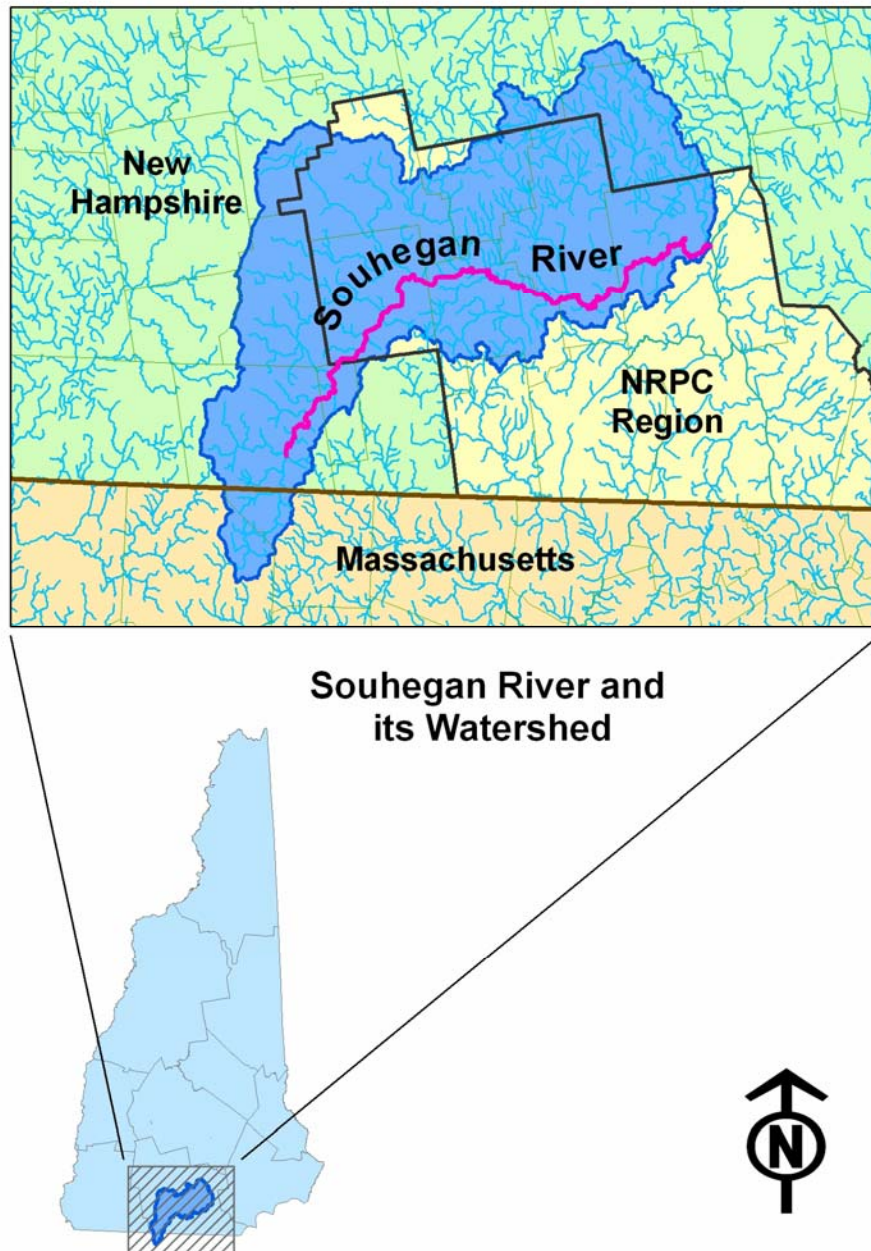 New
Hampshire
Souhegan River
NRPC
Region
Massachusetts
Souhegan River and
its Watershed
N